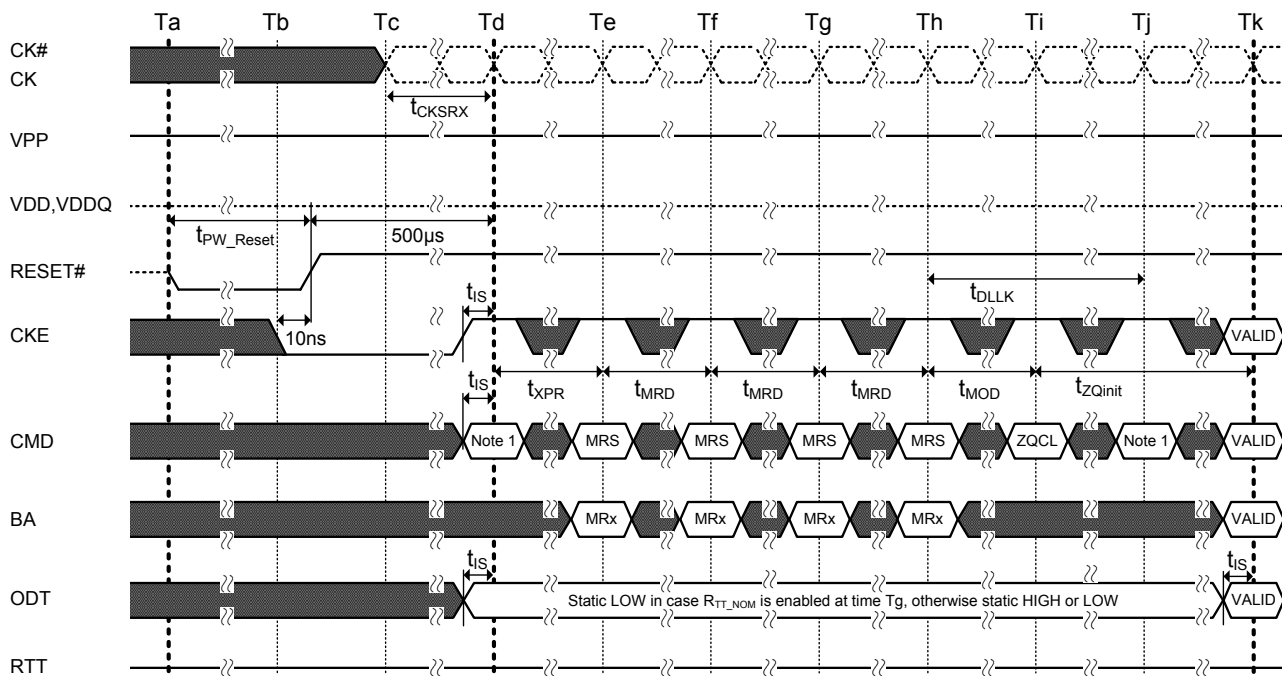 Ta Tb Tc Td Te Tf Tg Th Ti Tj Tk
CK#
CK
tCKSRX
VPP
VDD,VDDQ
tPW_Reset 500µs
RESET#
tIS tDLLK
CKE 10ns VALID
tIS tXPR tMRD tMRD tMRD tMOD tZQinit
CMD Note 1 MRS MRS MRS MRS ZQCL Note 1 VALID
BA MRx MRx MRx MRx VALID
tIS tIS
ODT Static LOW in case RTT_NOM is enabled at time Tg, otherwise static HIGH or LOW VALID
RTT